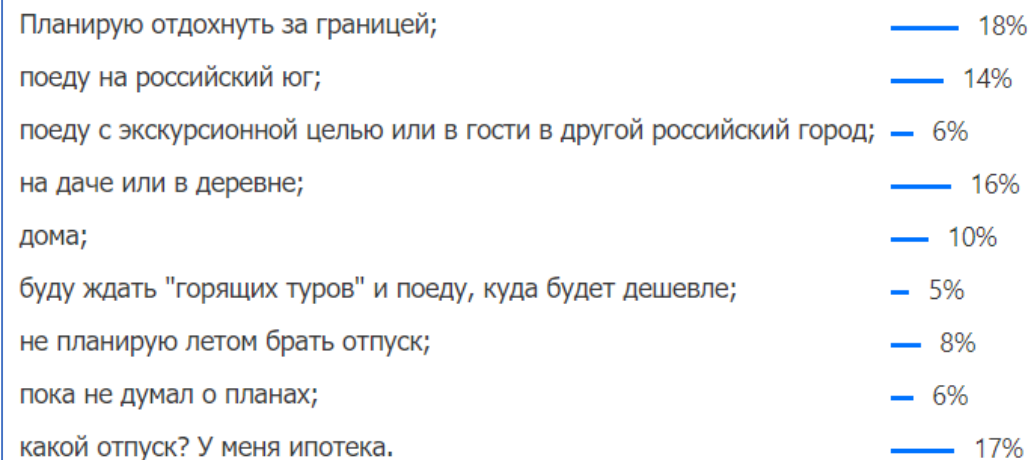 Планирую отдохнуть за границей; 18%
поеду на российский юг; 14%
поеду с экскурсионной целью или в гости в другой российский город; 6%
на даче или в деревне; 16%
дома; 10%
буду ждать "горящих туров" и поеду, куда будет дешевле; 5%
не планирую летом брать отпуск; 8%
пока не думал о планах; 6%
какой отпуск? У меня ипотека. 17%